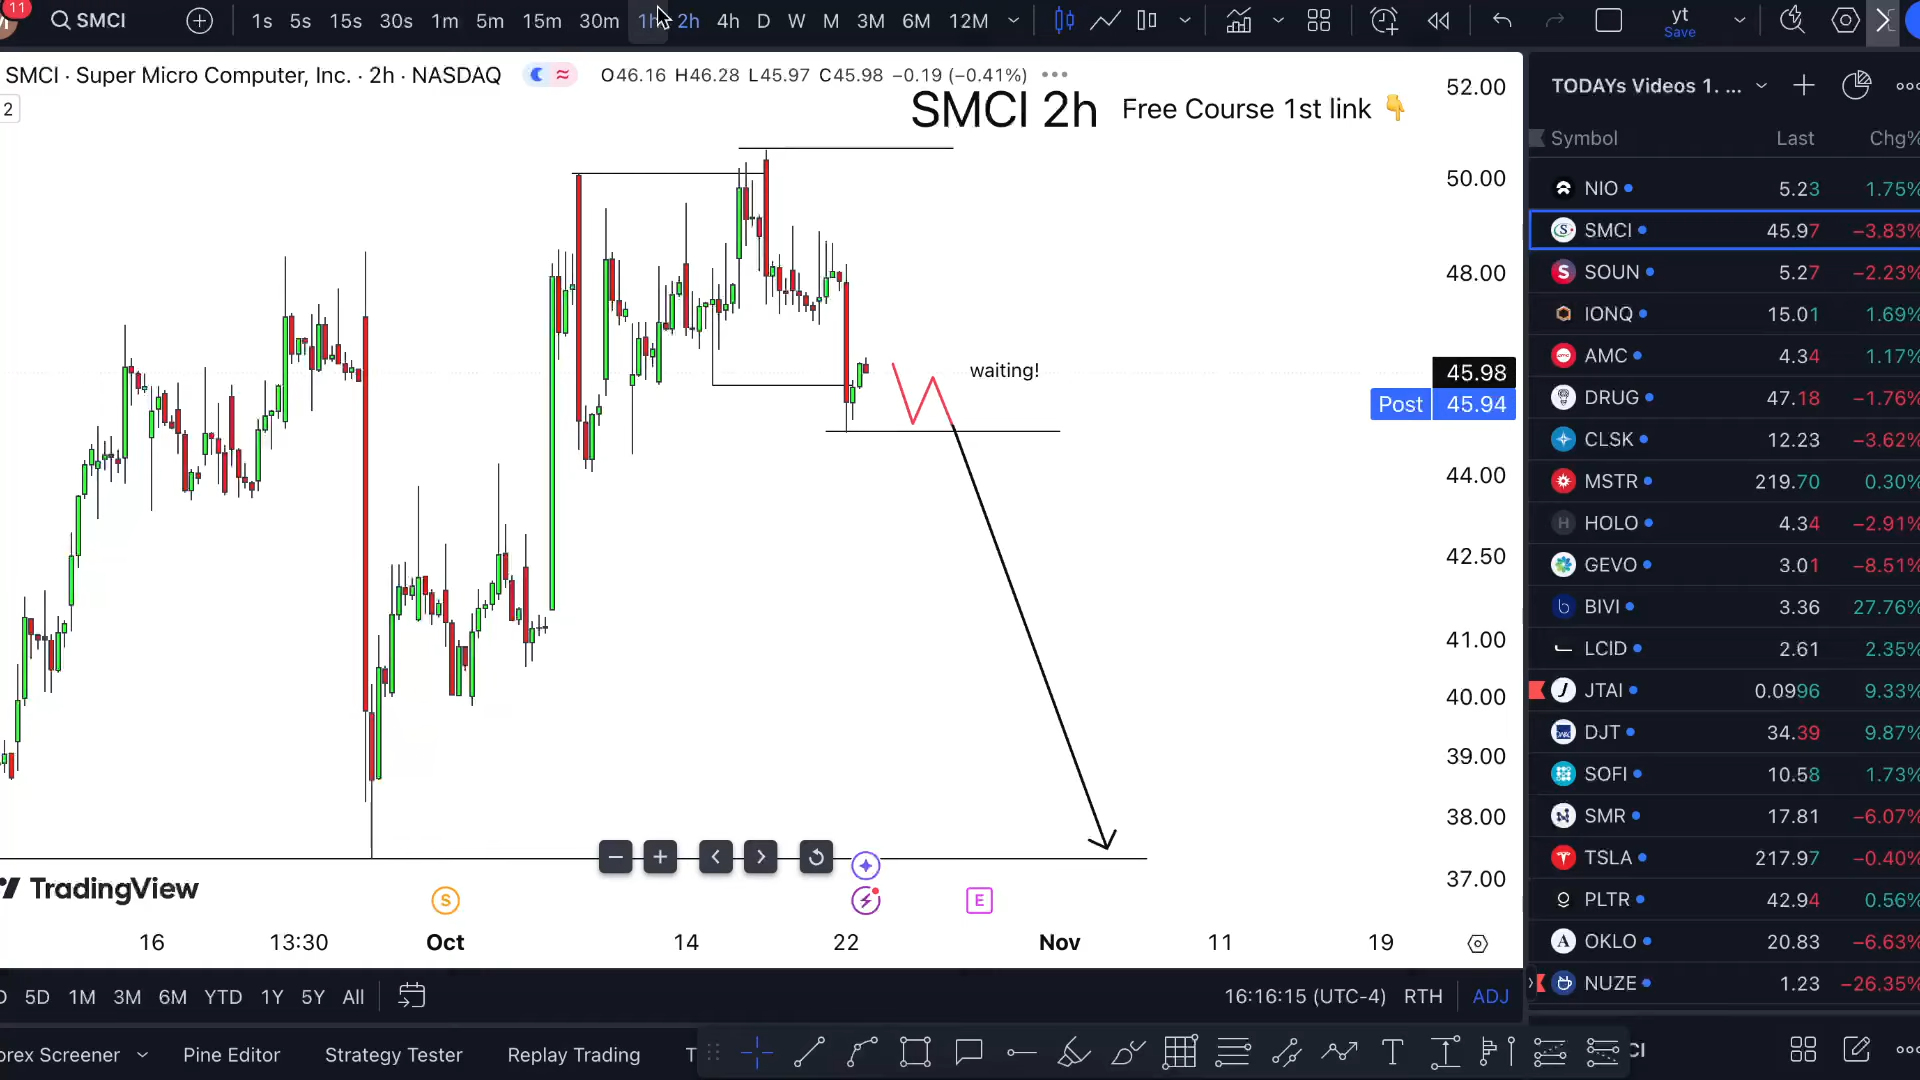 11
SMCI
1s 5s 15s 30s 1m 5m 15m 30m 1h 2h 4h D W M 3M 6M 12M
yt
Save
SMCI · Super Micro Computer, Inc. · 2h · NASDAQ
O46.16 H46.28 L45.97 C45.98 −0.19 (−0.41%)
2
SMCI 2h
Free Course 1st link 👇
waiting!
52.00
50.00
48.00
45.98
Post 45.94
44.00
42.50
41.00
40.00
39.00
38.00
37.00
TradingView
S
E
16 13:30 Oct 14 22 Nov 11 19
5D 1M 3M 6M YTD 1Y 5Y All
16:16:15 (UTC-4) RTH ADJ
orex Screener Pine Editor Strategy Tester Replay Trading T
TODAYs Videos 1. ...
Symbol Last Chg%
NIO 5.23 1.75%
SMCI 45.97 −3.83%
SOUN 5.27 −2.23%
IONQ 15.01 1.69%
AMC 4.34 1.17%
DRUG 47.18 −1.76%
CLSK 12.23 −3.62%
MSTR 219.70 0.30%
HOLO 4.34 −2.91%
GEVO 3.01 −8.51%
BIVI 3.36 27.76%
LCID 2.61 2.35%
JTAI 0.0996 9.33%
DJT 34.39 9.87%
SOFI 10.58 1.73%
SMR 17.81 −6.07%
TSLA 217.97 −0.40%
PLTR 42.94 0.56%
OKLO 20.83 −6.63%
NUZE 1.23 −26.35%
CI